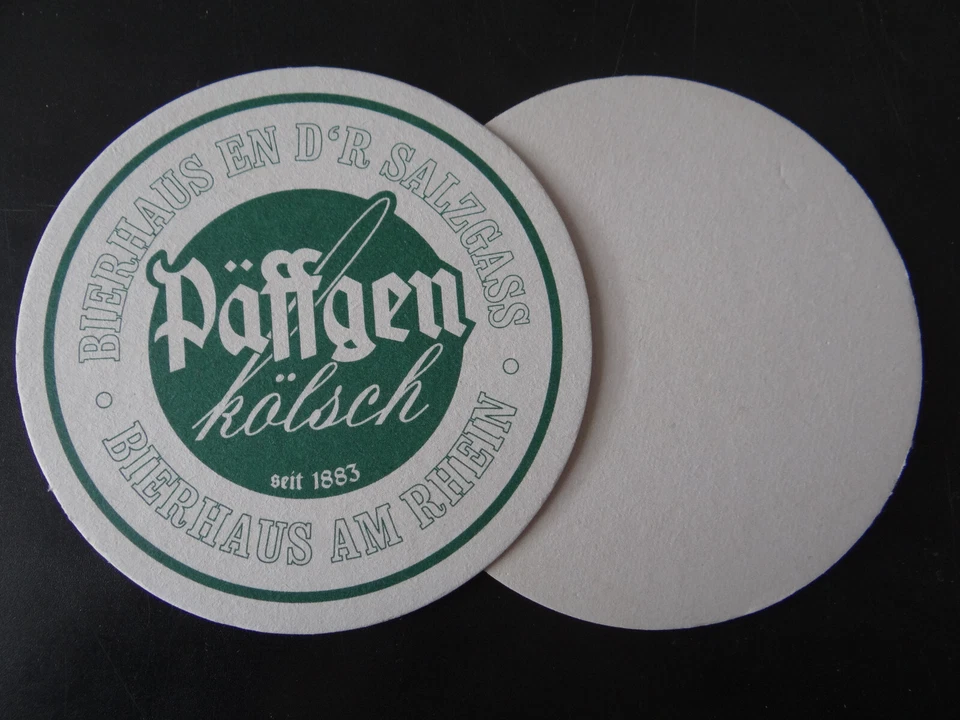 BIERHAUS EN D'R SALZGASS
Päffgen
kölsch
seit 1883
BIERHAUS AM RHEIN